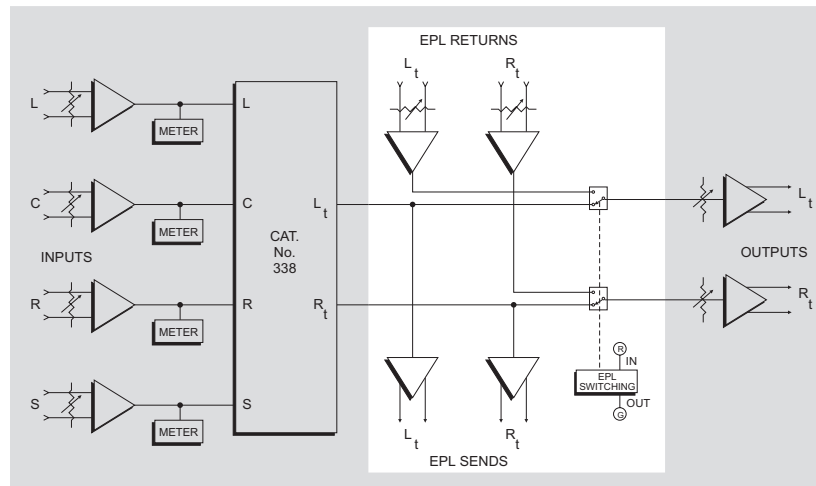 EPL RETURNS
Lt
Rt
L
METER
L
C
METER
C
Lt
CAT.
No.
338
INPUTS
R
METER
R
Rt
S
METER
S
Lt
OUTPUTS
Rt
R
IN
EPL
SWITCHING
OUT
G
Lt
Rt
EPL SENDS